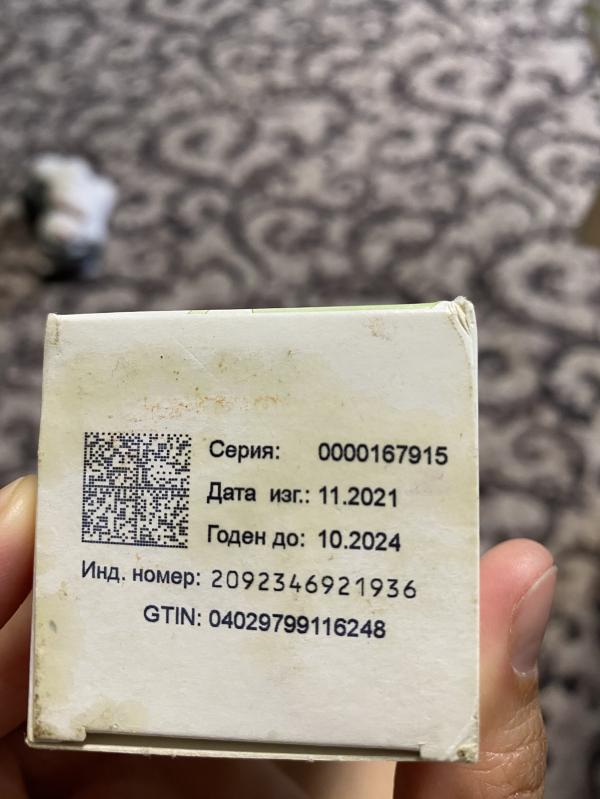 Серия: 0000167915
Дата изг.: 11.2021
Годен до: 10.2024
Инд. номер: 2092346921936
GTIN: 04029799116248